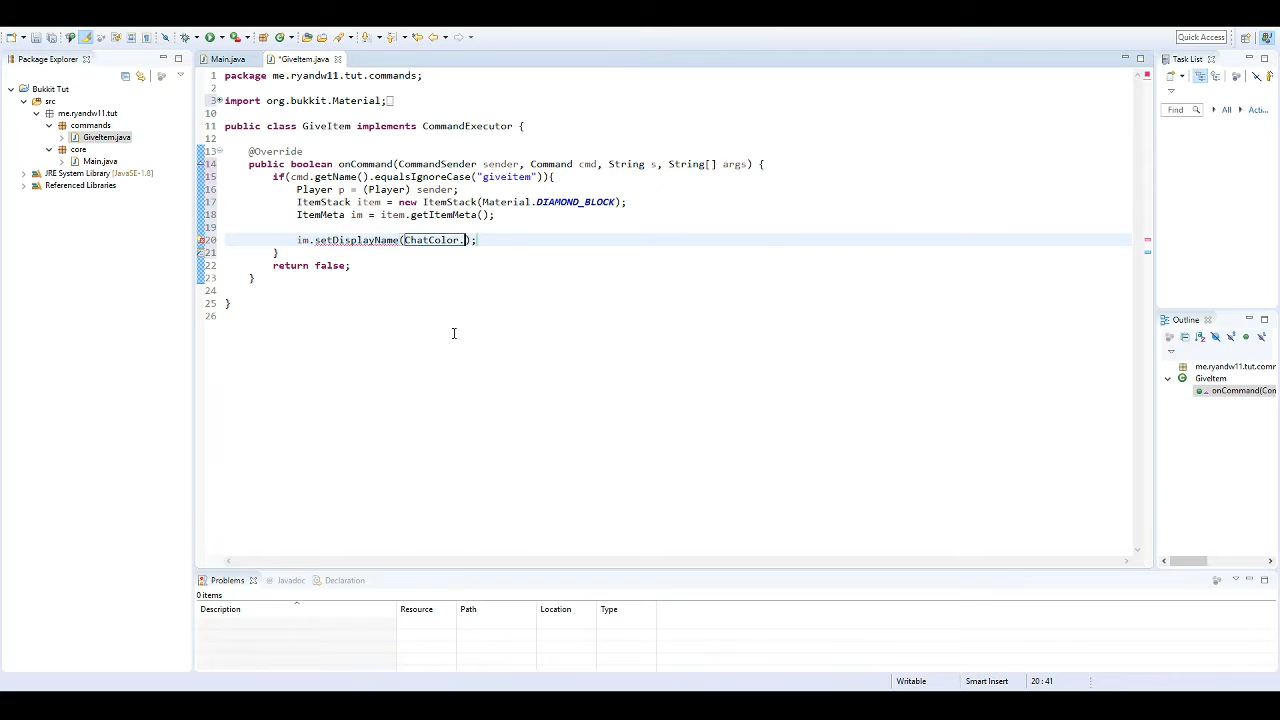 Quick Access
Package Explorer
Bukkit Tut
src
me.ryandw11.tut
commands
GiveItem.java
core
Main.java
JRE System Library [JavaSE-1.8]
Referenced Libraries
Main.java
*GiveItem.java
1 package me.ryandw11.tut.commands;
2
3 import org.bukkit.Material;
10
11 public class GiveItem implements CommandExecutor {
12
13 @Override
14 public boolean onCommand(CommandSender sender, Command cmd, String s, String[] args) {
15 if(cmd.getName().equalsIgnoreCase("giveitem")){
16 Player p = (Player) sender;
17 ItemStack item = new ItemStack(Material.DIAMOND_BLOCK);
18 ItemMeta im = item.getItemMeta();
19
20 im.setDisplayName(ChatColor.);
21 }
22 return false;
23 }
24
25 }
26
Task List
Find
All
Acti...
Outline
me.ryandw11.tut.comm
GiveItem
onCommand(Con
Problems
Javadoc
Declaration
0 items
Description Resource Path Location Type
Writable Smart Insert 20 : 41